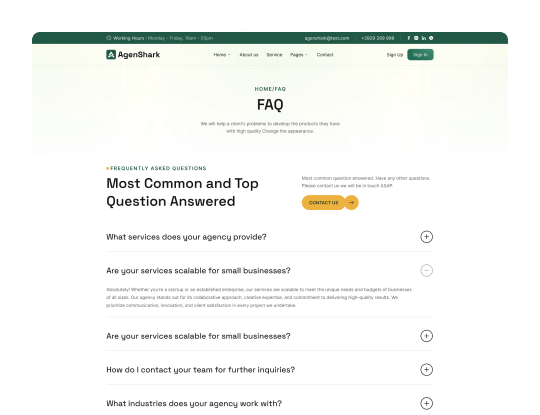 Working Hours : Monday - Friday, 10am - 05pm
agenshark@text.com
+3929 299 999
AgenShark
Home
About us
Service
Pages
Contact
Sign Up
Sign In
HOME/FAQ
FAQ
We will help a client's problems to develop the products they have
with high quality Change the appearance.
FREQUENTLY ASKED QUESTIONS
Most Common and Top
Question Answered
Most common question answered. Have any other questions.
Please contact us we will be in touch ASAP.
CONTACT US
What services does your agency provide?
Are your services scalable for small businesses?
Absolutely! Whether you're a startup or an established enterprise, our services are scalable to meet the unique needs and budgets of businesses
of all sizes. Our agency stands out for its collaborative approach, creative expertise, and commitment to delivering high-quality results. We
prioritize communication, innovation, and client satisfaction in every project we undertake.
Are your services scalable for small businesses?
How do I contact your team for further inquiries?
What industries does your agency work with?